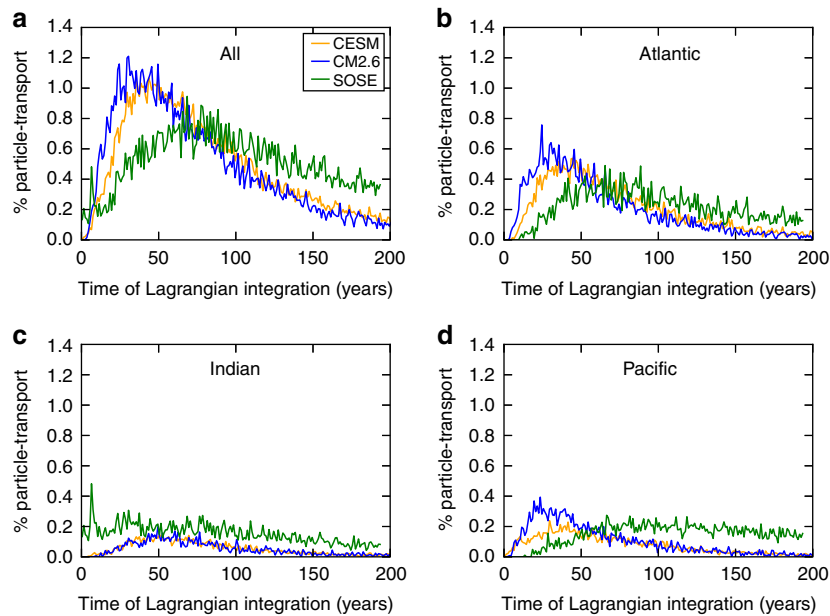 a
All
CESM
CM2.6
SOSE
% particle-transport
1.4
1.2
1.0
0.8
0.6
0.4
0.2
0.0
0 50 100 150 200
Time of Lagrangian integration (years)
b
Atlantic
% particle-transport
1.4
1.2
1.0
0.8
0.6
0.4
0.2
0.0
0 50 100 150 200
Time of Lagrangian integration (years)
c
Indian
% particle-transport
1.4
1.2
1.0
0.8
0.6
0.4
0.2
0.0
0 50 100 150 200
Time of Lagrangian integration (years)
d
Pacific
% particle-transport
1.4
1.2
1.0
0.8
0.6
0.4
0.2
0.0
0 50 100 150 200
Time of Lagrangian integration (years)